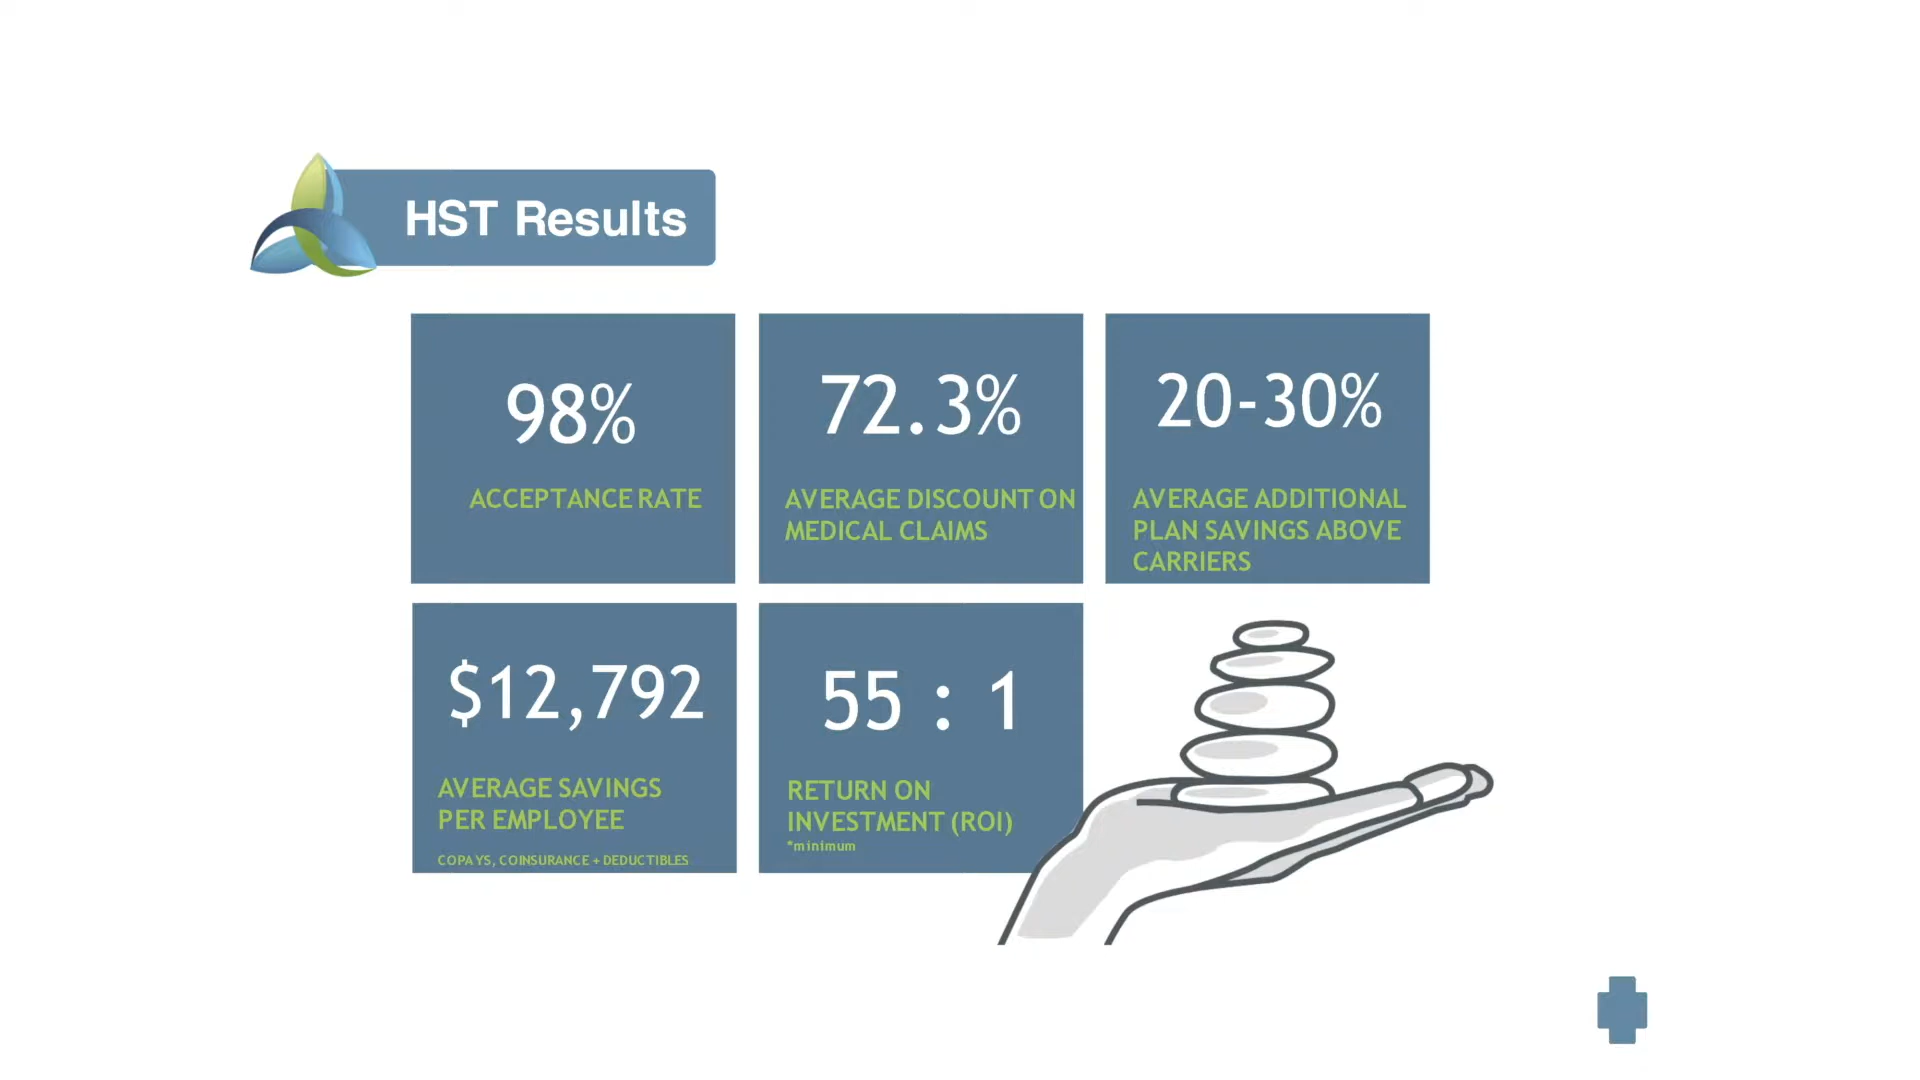 HST Results
98%
ACCEPTANCE RATE
72.3%
AVERAGE DISCOUNT ON
MEDICAL CLAIMS
20-30%
AVERAGE ADDITIONAL
PLAN SAVINGS ABOVE
CARRIERS
$12,792
AVERAGE SAVINGS
PER EMPLOYEE
COPAYS, COINSURANCE + DEDUCTIBLES
55 : 1
RETURN ON
INVESTMENT (ROI)
*minimum